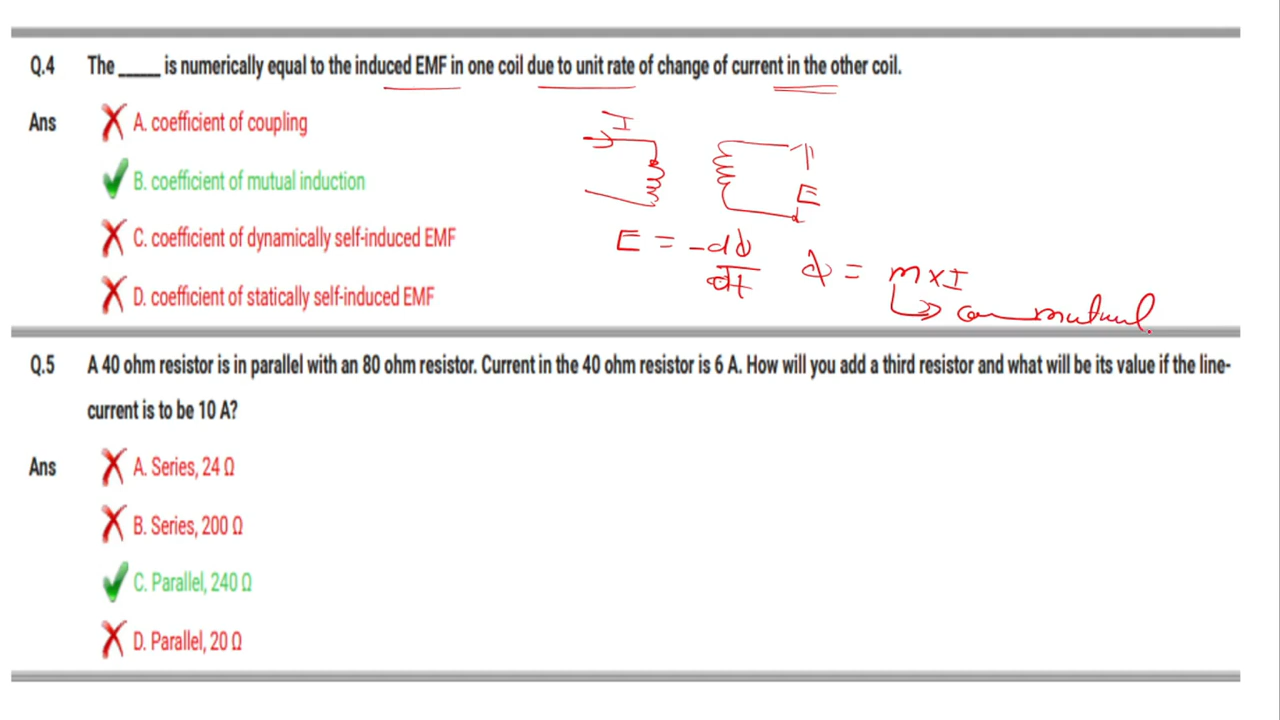 Q.4 The _____ is numerically equal to the induced EMF in one coil due to unit rate of change of current in the other coil.
Ans A. coefficient of coupling
B. coefficient of mutual induction
C. coefficient of dynamically self-induced EMF
D. coefficient of statically self-induced EMF
I
E
E = -dϕ/dt
ϕ = m x I
mutual
Q.5 A 40 ohm resistor is in parallel with an 80 ohm resistor. Current in the 40 ohm resistor is 6 A. How will you add a third resistor and what will be its value if the line-
current is to be 10 A?
Ans A. Series, 24 Ω
B. Series, 200 Ω
C. Parallel, 240 Ω
D. Parallel, 20 Ω